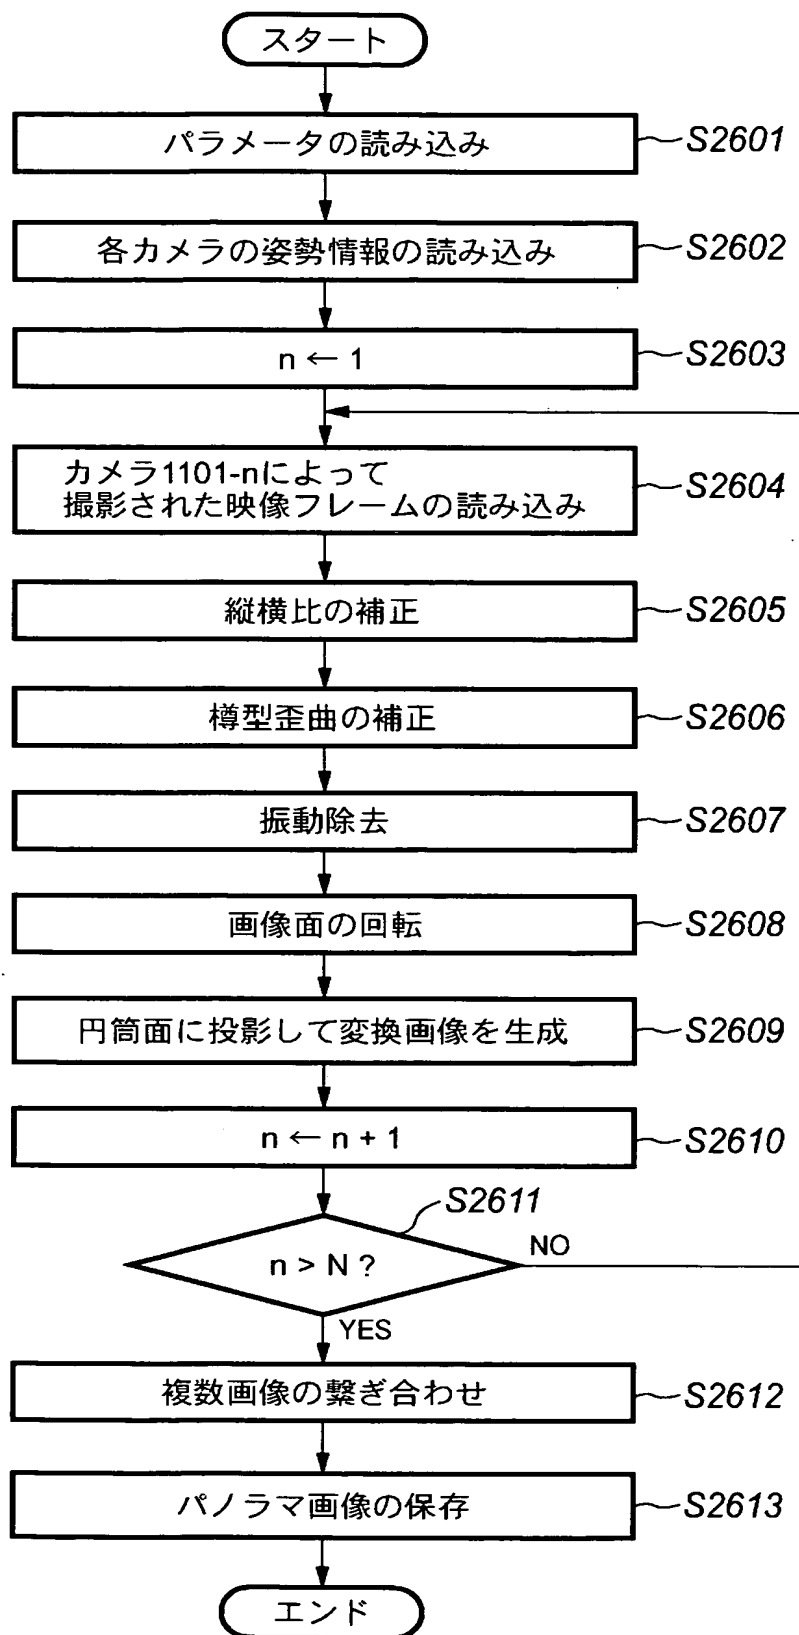 スタート
パラメータの読み込み
S2601
各カメラの姿勢情報の読み込み
S2602
n ← 1
S2603
カメラ1101-nによって
撮影された映像フレームの読み込み
S2604
縦横比の補正
S2605
樽型歪曲の補正
S2606
振動除去
S2607
画像面の回転
S2608
円筒面に投影して変換画像を生成
S2609
n ← n + 1
S2610
S2611
n > N ?
NO
YES
複数画像の繋ぎ合わせ
S2612
パノラマ画像の保存
S2613
エンド